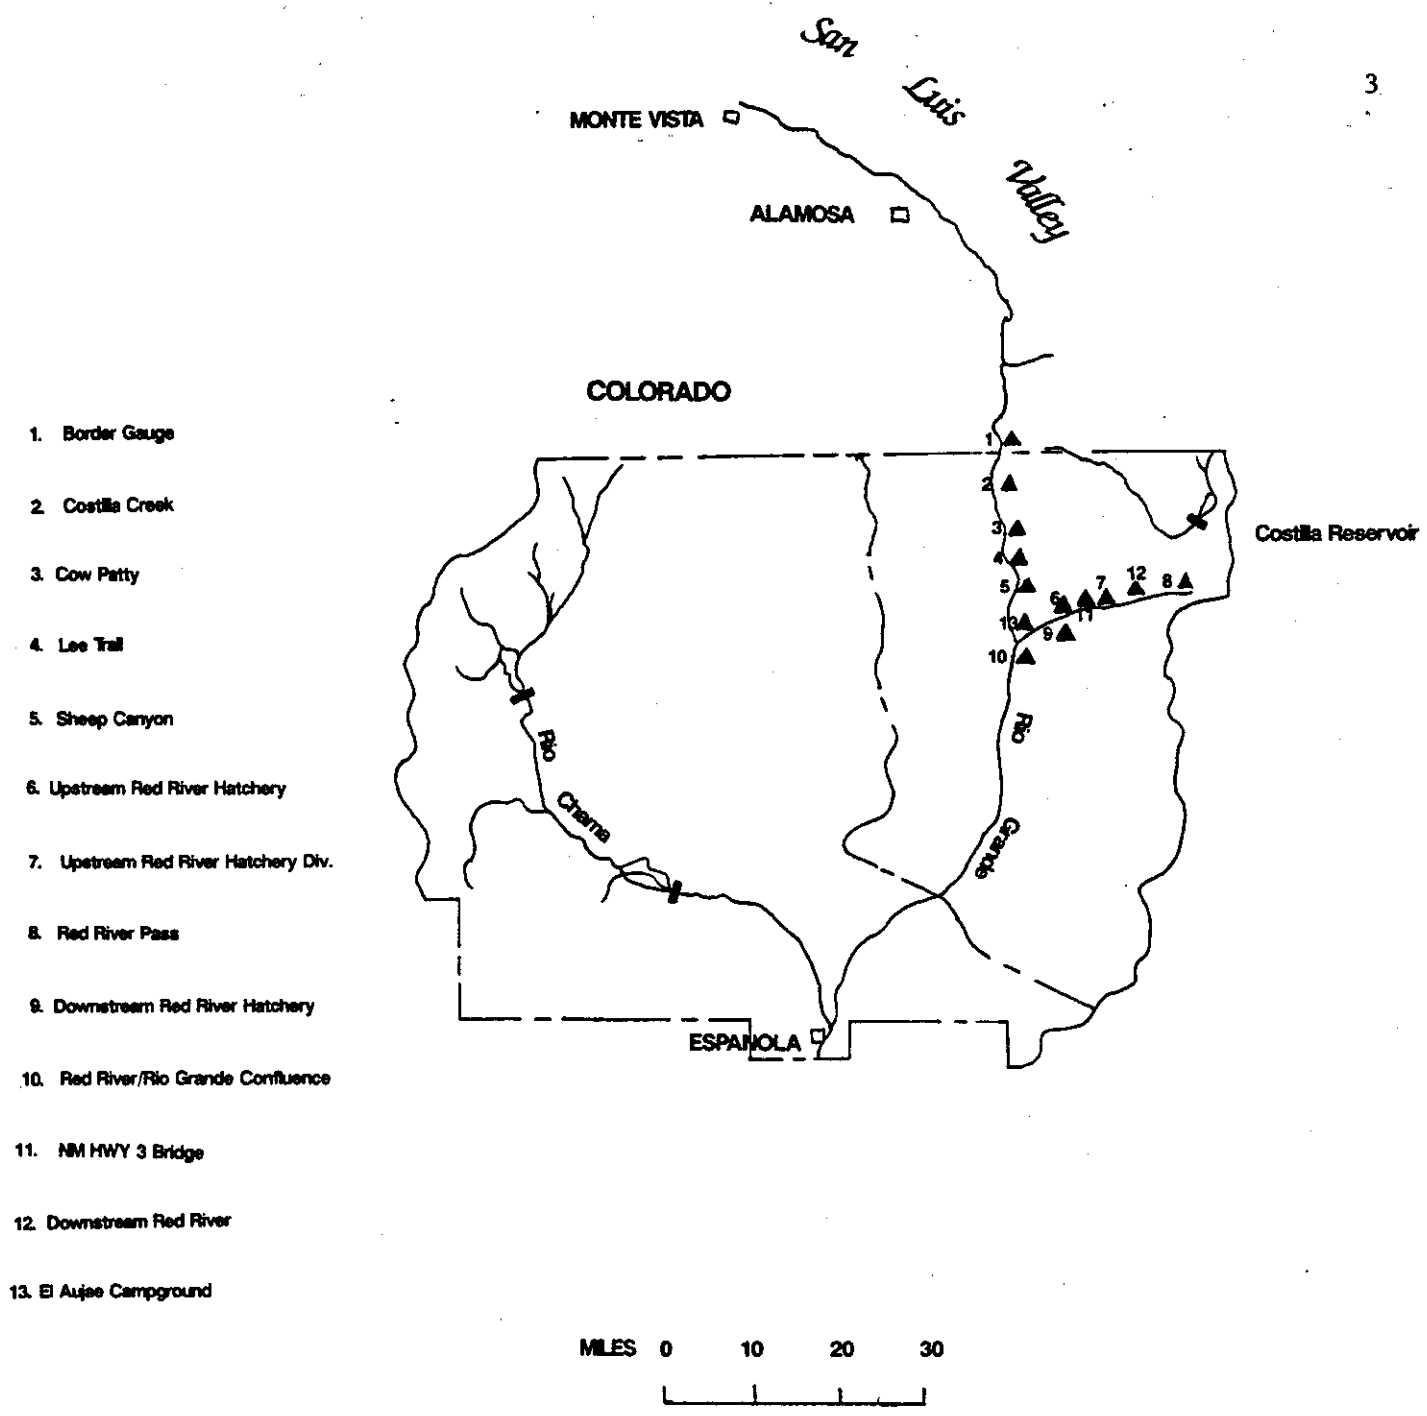 San
Luis
Valley
3
MONTE VISTA
ALAMOSA
COLORADO
1. Border Gauge
2. Costilla Creek
3. Cow Patty
4. Lee Trail
5. Sheep Canyon
6. Upstream Red River Hatchery
7. Upstream Red River Hatchery Div.
8. Red River Pass
9. Downstream Red River Hatchery
10. Red River/Rio Grande Confluence
11. NM HWY 3 Bridge
12. Downstream Red River
13. El Aujae Campground
1
2
3
4
5
6
11
7
12
8
13
9
10
Costilla Reservoir
Rio
Chama
Rio
Grande
ESPANOLA
MILES 0 10 20 30